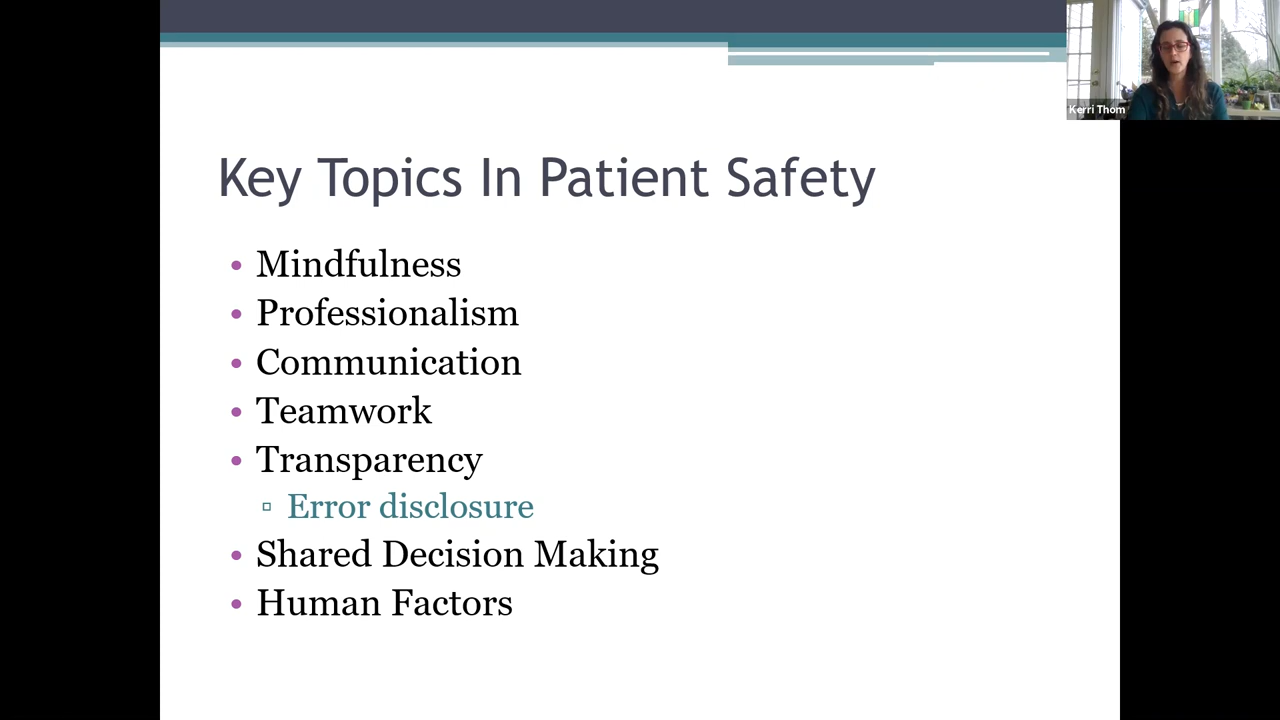 Kerri Thom
Key Topics In Patient Safety
• Mindfulness
• Professionalism
• Communication
• Teamwork
• Transparency
▫ Error disclosure
• Shared Decision Making
• Human Factors